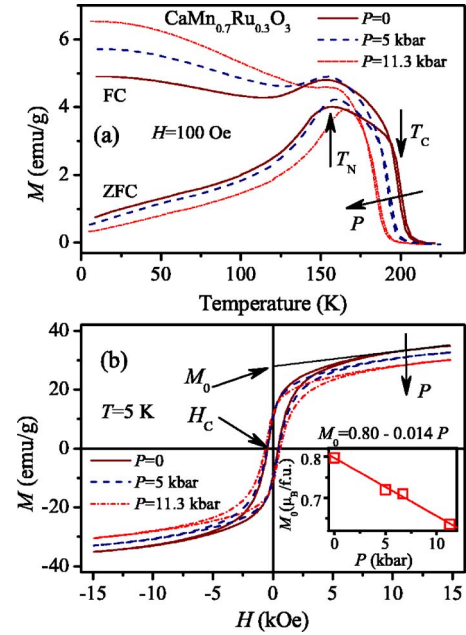 CaMn0.7Ru0.3O3
P=0
P=5 kbar
P=11.3 kbar
FC
(a)
H=100 Oe
TC
TN
ZFC
P
M (emu/g)
6
4
2
0
0 50 100 150 200
Temperature (K)
(b)
M0
T=5 K
HC
P
P=0
P=5 kbar
P=11.3 kbar
M0=0.80 - 0.014 P
M0(μB/f.u.)
0.8
0.7
0 5 10
P (kbar)
M (emu/g)
40
20
0
-20
-40
-15 -10 -5 0 5 10 15
H (kOe)